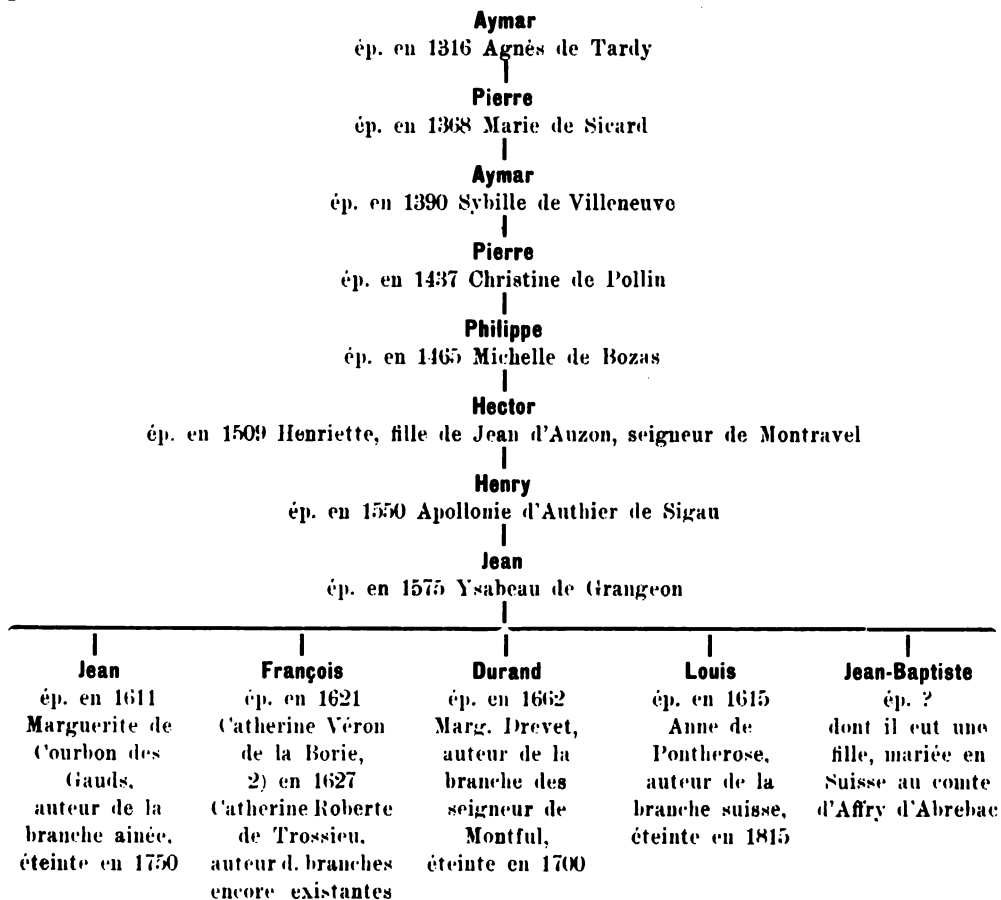 Aymar
ép. en 1316 Agnès de Tardy
Pierre
ép. en 1368 Marie de Sicard
Aymar
ép. en 1390 Sybille de Villeneuve
Pierre
ép. en 1437 Christine de Pollin
Philippe
ép. en 1465 Michelle de Bozas
Hector
ép. en 1509 Henriette, fille de Jean d'Auzon, seigneur de Montravel
Henry
ép. en 1550 Apollonie d'Authier de Sigau
Jean
ép. en 1575 Ysabeau de Grangeon
Jean
ép. en 1611
Marguerite de
Courbon des
Gauds,
auteur de la
branche ainée,
éteinte en 1750
François
ép. en 1621
Catherine Véron
de la Borie,
2) en 1627
Catherine Roberte
de Trossieu,
auteur d. branches
encore existantes
Durand
ép. en 1662
Marg. Drevet,
auteur de la
branche des
seigneur de
Montful,
éteinte en 1700
Louis
ép. en 1615
Anne de
Pontherose,
auteur de la
branche suisse,
éteinte en 1815
Jean-Baptiste
ép. ?
dont il eut une
fille, mariée en
Suisse au comte
d'Affry d'Abrebac